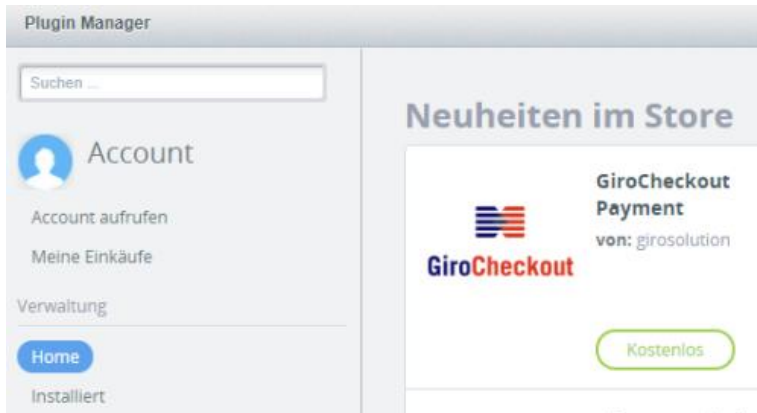 Plugin Manager
Suchen ...
Account
Account aufrufen
Meine Einkäufe
Verwaltung
Home
Installiert
Neuheiten im Store
GiroCheckout
GiroCheckout
Payment
von: girosolution
Kostenlos